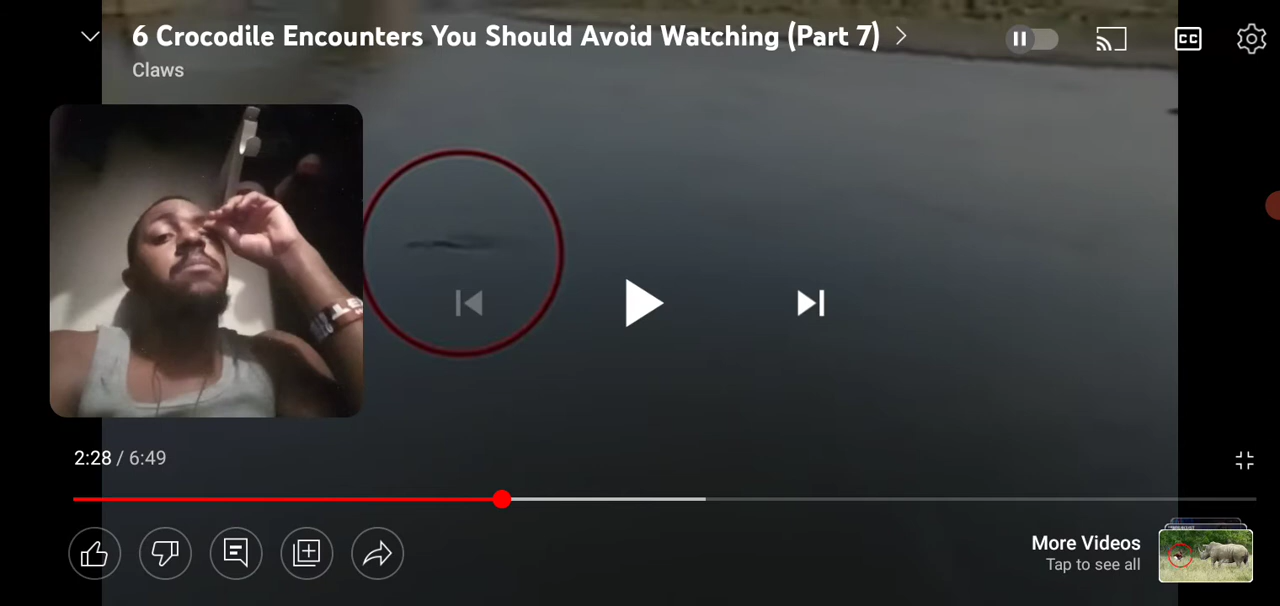 6 Crocodile Encounters You Should Avoid Watching (Part 7)
Claws
CC
2:28 / 6:49
More Videos
Tap to see all